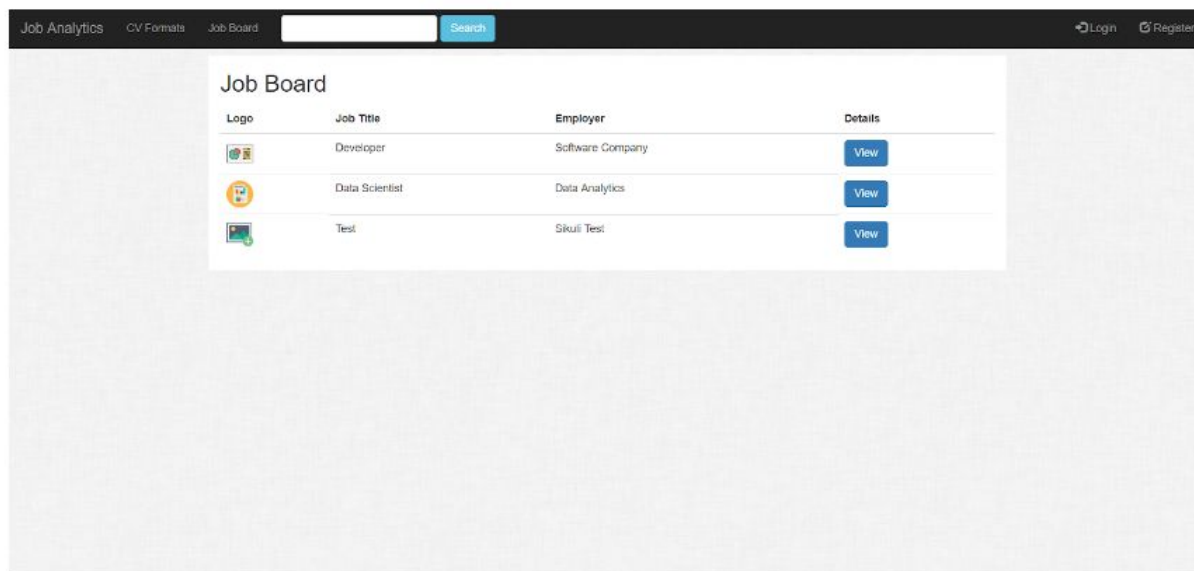 Job Analytics CV Formats Job Board Search Login Register
Job Board
Logo Job Title Employer Details
Developer Software Company View
Data Scientist Data Analytics View
Test Sikuli Test View